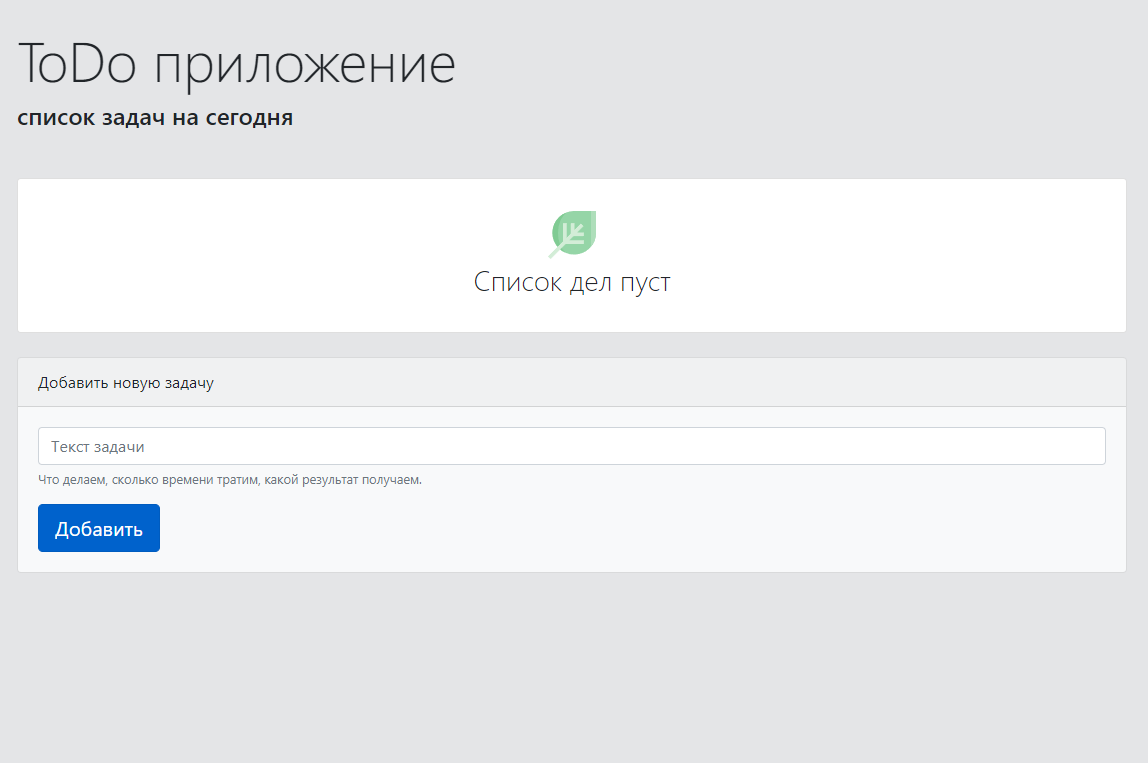 ToDo приложение
список задач на сегодня
Список дел пуст
Добавить новую задачу
Текст задачи
Что делаем, сколько времени тратим, какой результат получаем.
Добавить